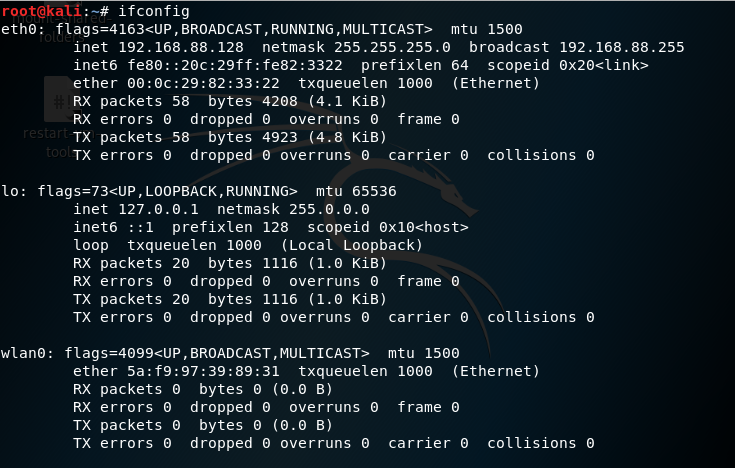 root@kali:~# ifconfig
eth0: flags=4163<UP,BROADCAST,RUNNING,MULTICAST>  mtu 1500
        inet 192.168.88.128  netmask 255.255.255.0  broadcast 192.168.88.255
        inet6 fe80::20c:29ff:fe82:3322  prefixlen 64  scopeid 0x20<link>
        ether 00:0c:29:82:33:22  txqueuelen 1000  (Ethernet)
        RX packets 58  bytes 4208 (4.1 KiB)
        RX errors 0  dropped 0  overruns 0  frame 0
        TX packets 58  bytes 4923 (4.8 KiB)
        TX errors 0  dropped 0 overruns 0  carrier 0  collisions 0

lo: flags=73<UP,LOOPBACK,RUNNING>  mtu 65536
        inet 127.0.0.1  netmask 255.0.0.0
        inet6 ::1  prefixlen 128  scopeid 0x10<host>
        loop  txqueuelen 1000  (Local Loopback)
        RX packets 20  bytes 1116 (1.0 KiB)
        RX errors 0  dropped 0  overruns 0  frame 0
        TX packets 20  bytes 1116 (1.0 KiB)
        TX errors 0  dropped 0 overruns 0  carrier 0  collisions 0

wlan0: flags=4099<UP,BROADCAST,MULTICAST>  mtu 1500
        ether 5a:f9:97:39:89:31  txqueuelen 1000  (Ethernet)
        RX packets 0  bytes 0 (0.0 B)
        RX errors 0  dropped 0  overruns 0  frame 0
        TX packets 0  bytes 0 (0.0 B)
        TX errors 0  dropped 0 overruns 0  carrier 0  collisions 0
folders
#!
tools